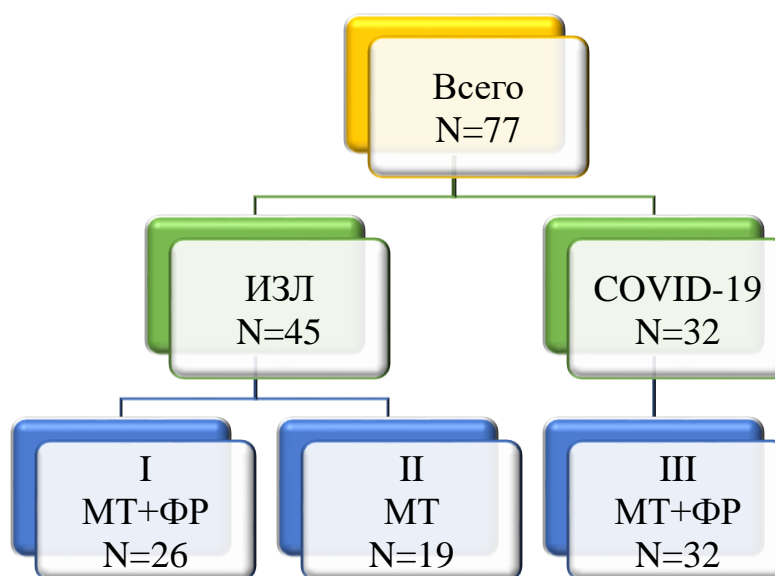 Всего
N=77
ИЗЛ
N=45
COVID-19
N=32
I
МТ+ФР
N=26
II
МТ
N=19
III
МТ+ФР
N=32